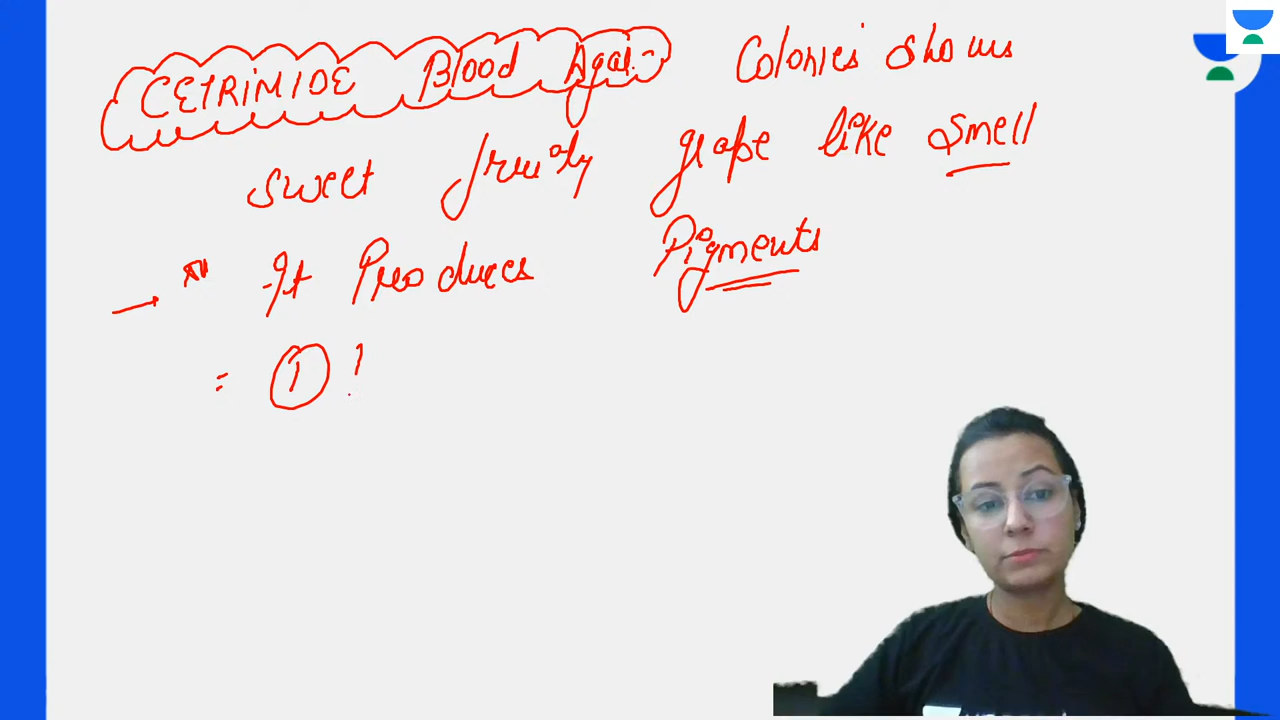 CETRIMIDE Blood Agar- Colonies shows
sweet fruity grape like smell
→ ** It Produces Pigments
= ①